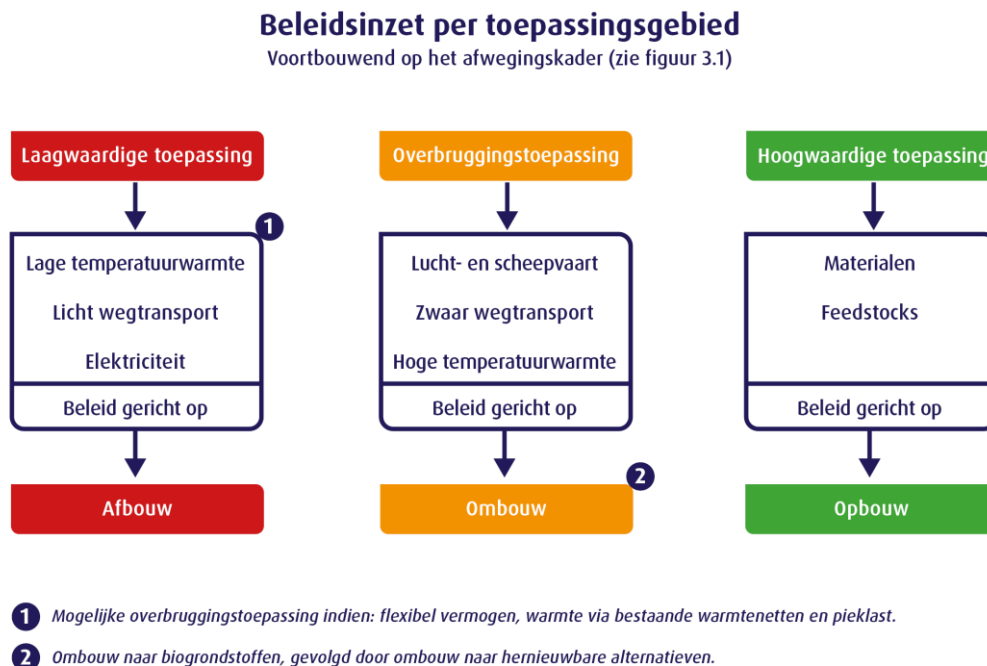 Beleidsinzet per toepassingsgebied
Voortbouwend op het afwegingskader (zie figuur 3.1)
Laagwaardige toepassing
1
Lage temperatuurwarmte
Licht wegtransport
Elektriciteit
Beleid gericht op
Afbouw
Overbruggingstoepassing
Lucht- en scheepvaart
Zwaar wegtransport
Hoge temperatuurwarmte
Beleid gericht op
2
Ombouw
Hoogwaardige toepassing
Materialen
Feedstocks
Beleid gericht op
Opbouw
1 Mogelijke overbruggingstoepassing indien: flexibel vermogen, warmte via bestaande warmtenetten en pieklast.
2 Ombouw naar biogrondstoffen, gevolgd door ombouw naar hernieuwbare alternatieven.